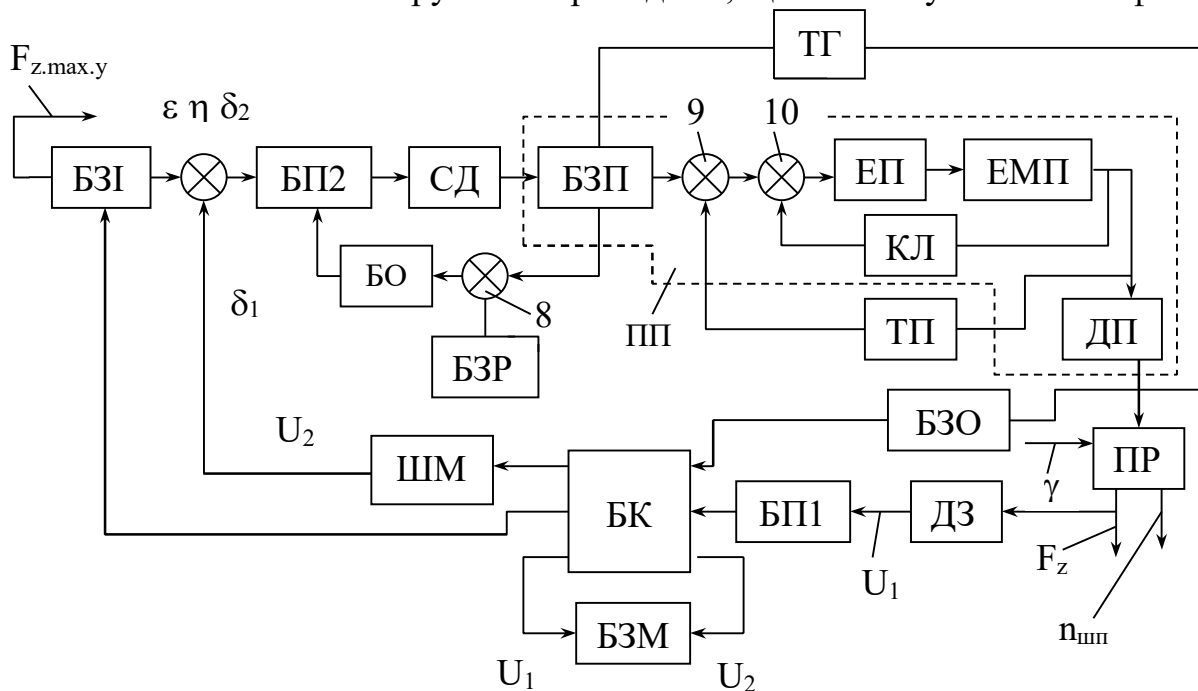 ТГ
F_z.max.y
ε η δ₂
9
10
БЗІ
БП2
СД
БЗП
ЕП
ЕМП
КЛ
БО
8
δ₁
ПП
ТП
ДП
БЗР
БЗО
U₂
ШМ
БК
БП1
ДЗ
γ
ПР
U₁
F_z
БЗМ
n_шп
U₁
U₂